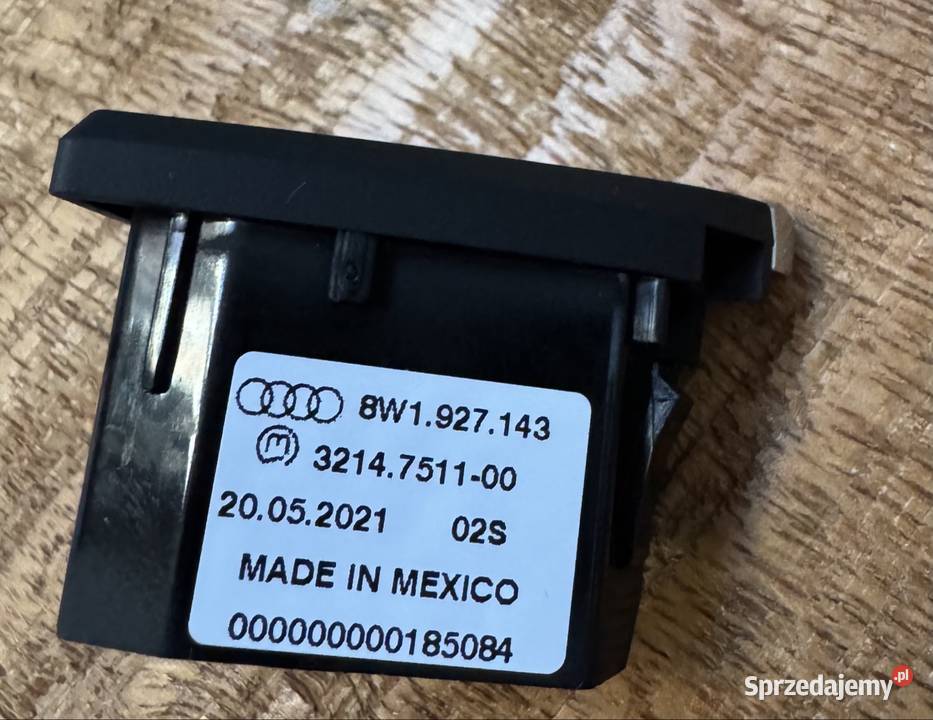 8W1.927.143
M 3214.7511-00
20.05.2021 02S
MADE IN MEXICO
000000000185084
Sprzedajemy.pl